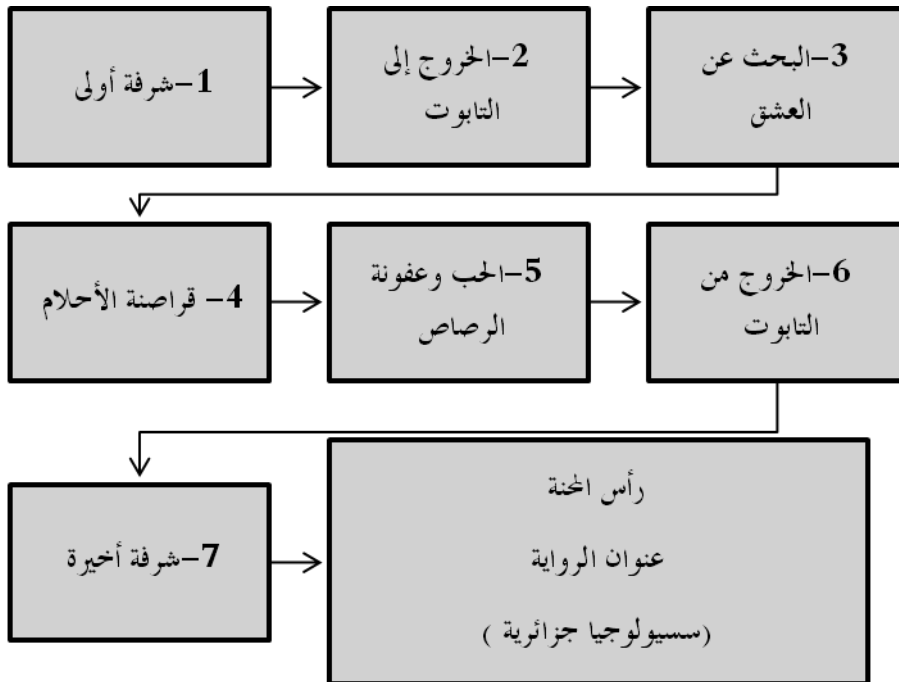 1-شرفة أولى
2-الخروج إلى
التابوت
3-البحث عن
العشق
4- قراصنة الأحلام
5-الحب وعفونة
الرصاص
6-الخروج من
التابوت
7-شرفة أخيرة
رأس المحنة
عنوان الرواية
(سسيولوجيا جزائرية )